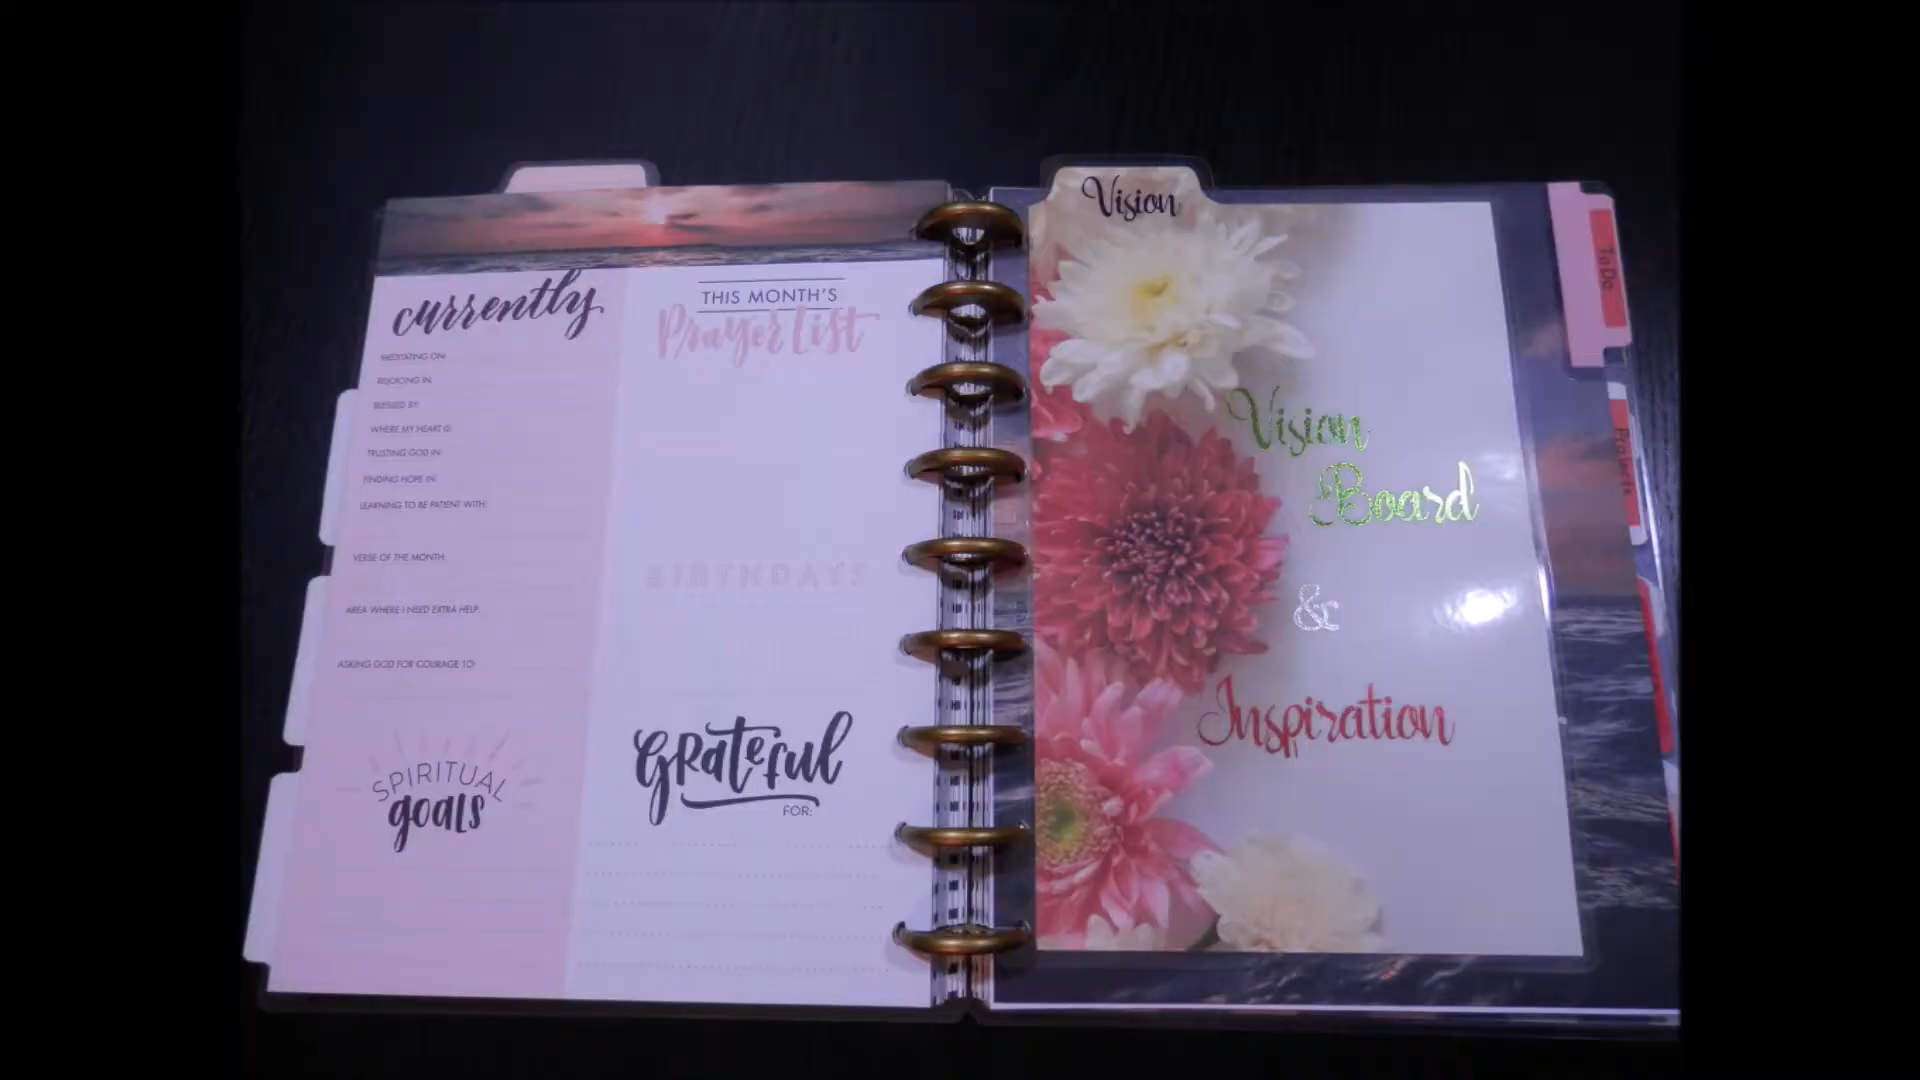 currently
MEDITATING ON:
REJOICING IN:
BLESSED BY:
WHERE MY HEART IS:
TRUSTING GOD IN:
FINDING HOPE IN:
LEARNING TO BE PATIENT WITH:
VERSE OF THE MONTH:
AREA WHERE I NEED EXTRA HELP:
ASKING GOD FOR COURAGE TO:
SPIRITUAL
goals
THIS MONTH'S
Prayer List
BIRTHDAYS
Grateful
FOR:
Vision
Vision
Board
&
Inspiration
ToDo
Projects